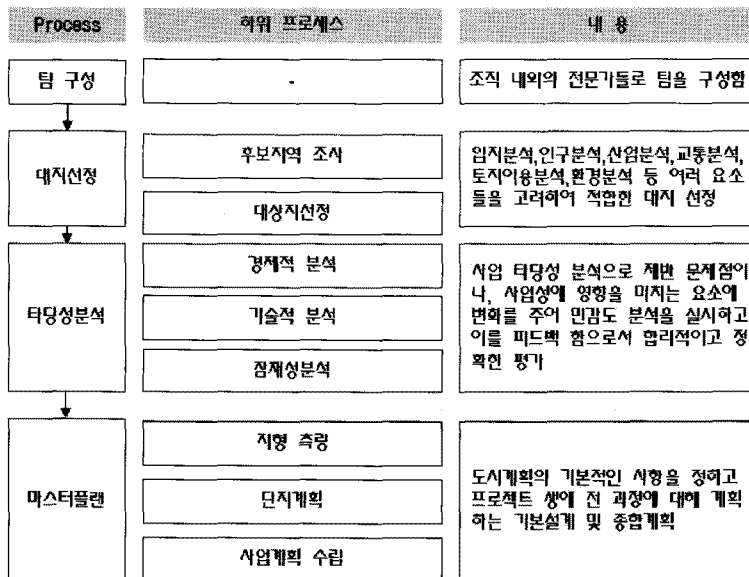 Process
하위 프로세스
내 용
팀 구성
-
조직 내외의 전문가들로 팀을 구성함
대지선정
후보지역 조사
대상지선정
입지분석,인구분석,산업분석,교통분석,
토지이용분석,환경분석 등 여러 요소
들을 고려하여 적합한 대지 선정
타당성분석
경제적 분석
기술적 분석
잠재성분석
사업 타당성 분석으로 제반 문제점이
나, 사업성에 영향을 미치는 요소에
변화를 주어 민감도 분석을 실시하고
이를 피드백 함으로서 합리적이고 정
확한 평가
마스터플랜
지형 측량
단지계획
사업계획 수립
도시계획의 기본적인 사항을 정하고
프로젝트 생애 전 과정에 대해 계획
하는 기본설계 및 종합계획